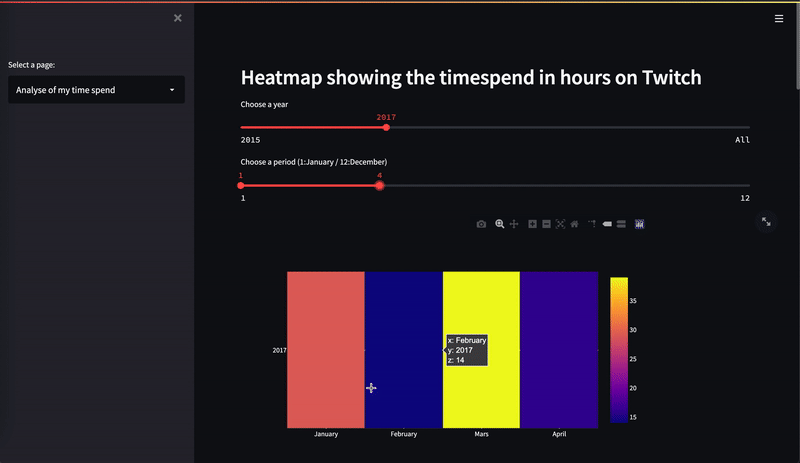 Select a page:
Analyse of my time spend
Heatmap showing the timespend in hours on Twitch
Choose a year
2017
2015 All
Choose a period (1:January / 12:December)
1 4
1 12
x: February
y: 2017
z: 14
2017
35
30
25
20
15
January February Mars April